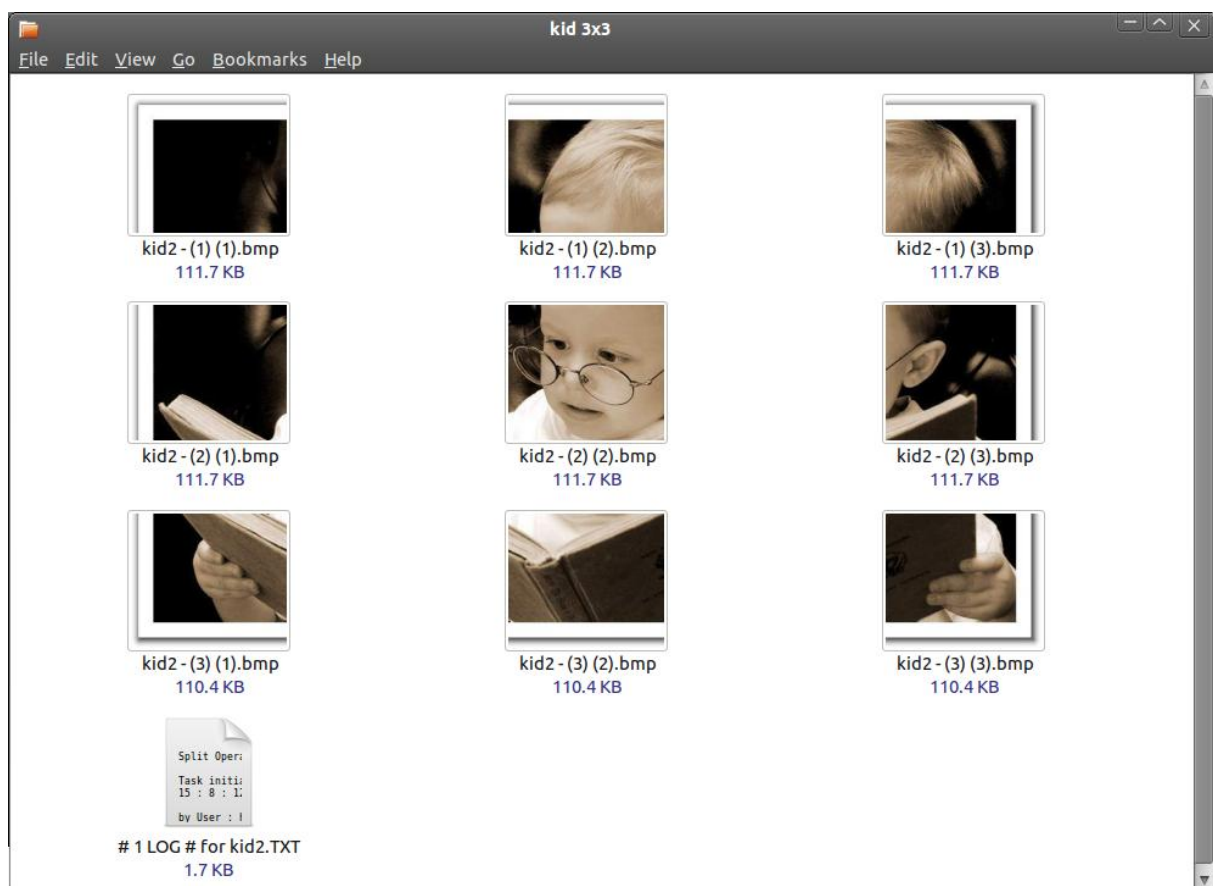 kid 3x3
File Edit View Go Bookmarks Help
kid2 - (1) (1).bmp
111.7 KB
kid2 - (1) (2).bmp
111.7 KB
kid2 - (1) (3).bmp
111.7 KB
kid2 - (2) (1).bmp
111.7 KB
kid2 - (2) (2).bmp
111.7 KB
kid2 - (2) (3).bmp
111.7 KB
kid2 - (3) (1).bmp
110.4 KB
kid2 - (3) (2).bmp
110.4 KB
kid2 - (3) (3).bmp
110.4 KB
Split Oper
Task initi
15 : 8 : 1
by User :
# 1 LOG # for kid2.TXT
1.7 KB